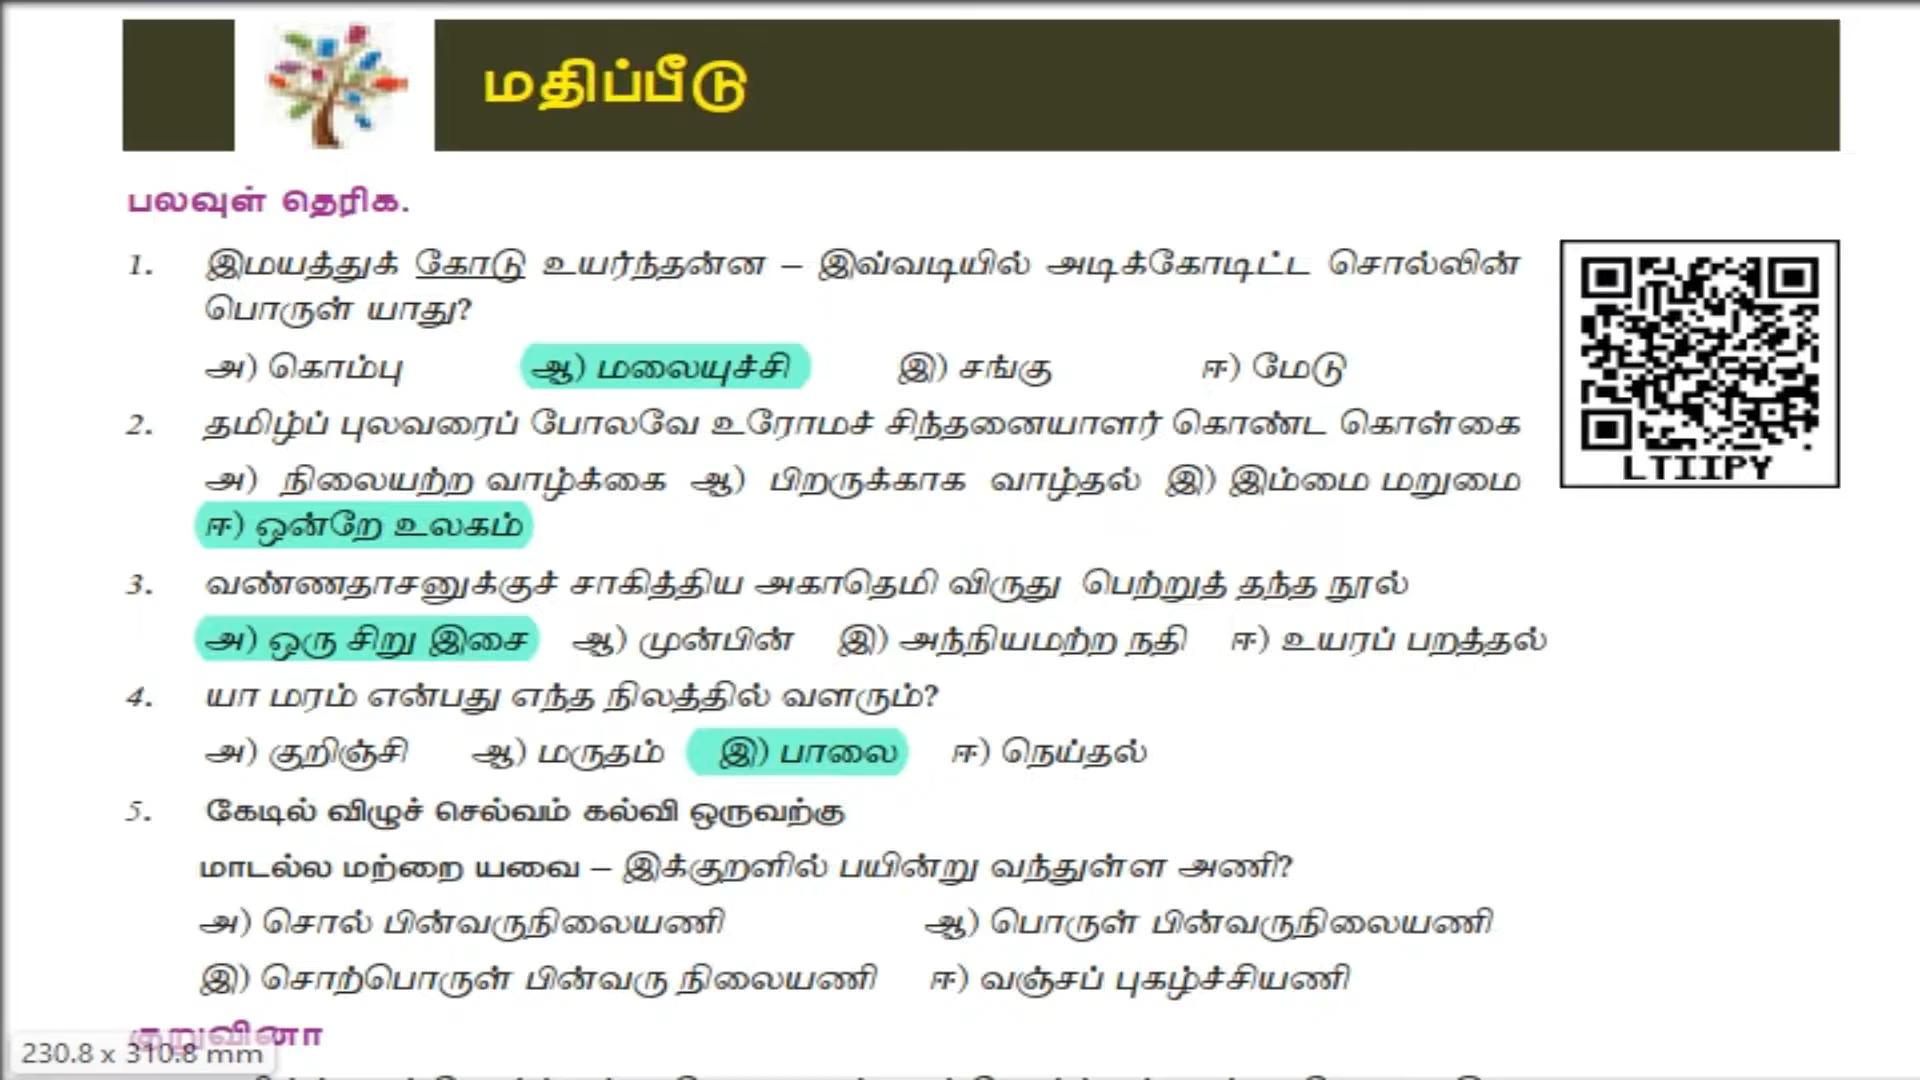 மதிப்பீடு
பலவுள் தெரிக.
1. இமயத்துக் கோடு உயர்ந்தன்ன – இவ்வடியில் அடிக்கோடிட்ட சொல்லின்
பொருள் யாது?
அ) கொம்பு ஆ) மலையுச்சி இ) சங்கு ஈ) மேடு
2. தமிழ்ப் புலவரைப் போலவே உரோமச் சிந்தனையாளர் கொண்ட கொள்கை
அ) நிலையற்ற வாழ்க்கை ஆ) பிறருக்காக வாழ்தல் இ) இம்மை மறுமை
ஈ) ஒன்றே உலகம்
LTIIPY
3. வண்ணதாசனுக்குச் சாகித்திய அகாதெமி விருது பெற்றுத் தந்த நூல்
அ) ஒரு சிறு இசை ஆ) முன்பின் இ) அந்நியமற்ற நதி ஈ) உயரப் பறத்தல்
4. யா மரம் என்பது எந்த நிலத்தில் வளரும்?
அ) குறிஞ்சி ஆ) மருதம் இ) பாலை ஈ) நெய்தல்
5. கேடில் விழுச் செல்வம் கல்வி ஒருவற்கு
மாடல்ல மற்றை யவை – இக்குறளில் பயின்று வந்துள்ள அணி?
அ) சொல் பின்வருநிலையணி ஆ) பொருள் பின்வருநிலையணி
இ) சொற்பொருள் பின்வரு நிலையணி ஈ) வஞ்சப் புகழ்ச்சியணி
குறுவினா
230.8 x 310.8 mm